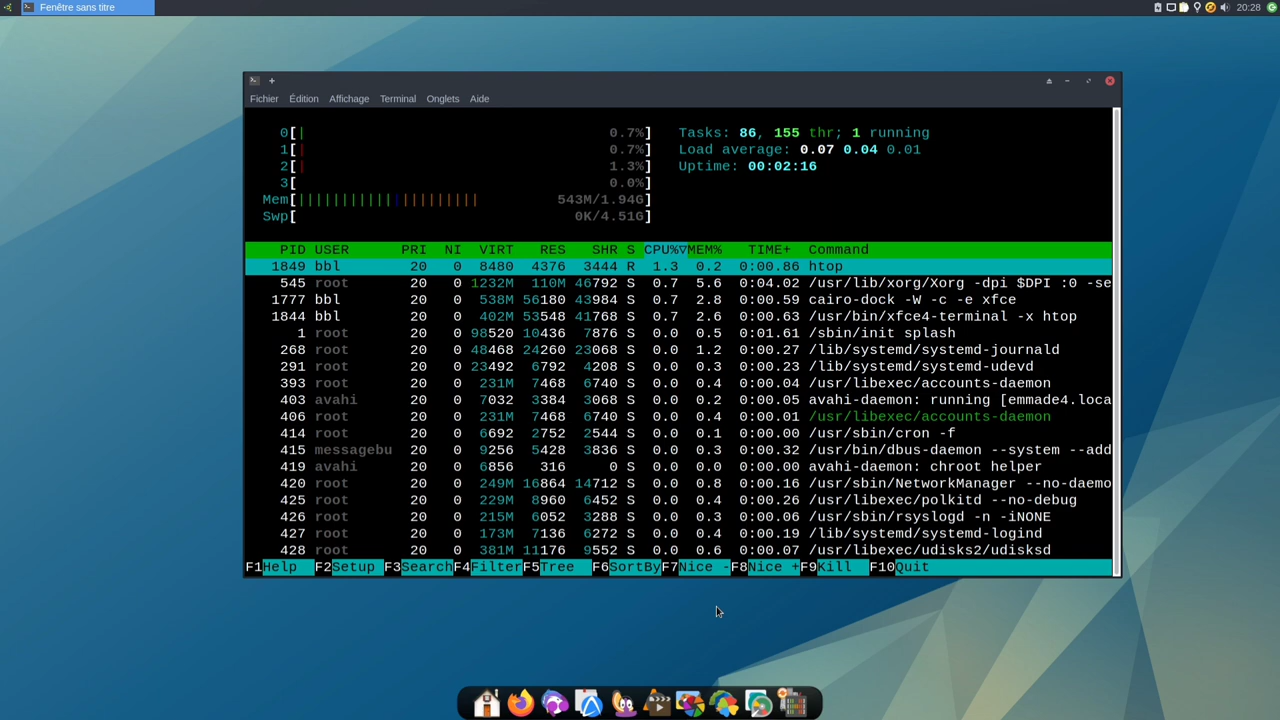 Fenêtre sans titre
20:28
Fichier Édition Affichage Terminal Onglets Aide
0[| 0.7%] Tasks: 86, 155 thr; 1 running
1[| 0.7%] Load average: 0.07 0.04 0.01
2[| 1.3%] Uptime: 00:02:16
3[ 0.0%]
Mem[||||||||||||||||||||| 543M/1.94G]
Swp[ 0K/4.51G]
PID USER PRI NI VIRT RES SHR S CPU%▽MEM% TIME+ Command
1849 bbl 20 0 8480 4376 3444 R 1.3 0.2 0:00.86 htop
545 root 20 0 1232M 110M 46792 S 0.7 5.6 0:04.02 /usr/lib/xorg/Xorg -dpi $DPI :0 -se
1777 bbl 20 0 538M 56180 43984 S 0.7 2.8 0:00.59 cairo-dock -W -c -e xfce
1844 bbl 20 0 402M 53548 41768 S 0.7 2.6 0:00.63 /usr/bin/xfce4-terminal -x htop
1 root 20 0 98520 10436 7876 S 0.0 0.5 0:01.61 /sbin/init splash
268 root 20 0 48468 24260 23068 S 0.0 1.2 0:00.27 /lib/systemd/systemd-journald
291 root 20 0 23492 6792 4208 S 0.0 0.3 0:00.23 /lib/systemd/systemd-udevd
393 root 20 0 231M 7468 6740 S 0.0 0.4 0:00.04 /usr/libexec/accounts-daemon
403 avahi 20 0 7032 3384 3068 S 0.0 0.2 0:00.05 avahi-daemon: running [emmade4.loca
406 root 20 0 231M 7468 6740 S 0.0 0.4 0:00.01 /usr/libexec/accounts-daemon
414 root 20 0 6692 2752 2544 S 0.0 0.1 0:00.00 /usr/sbin/cron -f
415 messagebu 20 0 9256 5428 3836 S 0.0 0.3 0:00.32 /usr/bin/dbus-daemon --system --add
419 avahi 20 0 6856 316 0 S 0.0 0.0 0:00.00 avahi-daemon: chroot helper
420 root 20 0 249M 16864 14712 S 0.0 0.8 0:00.16 /usr/sbin/NetworkManager --no-daemo
425 root 20 0 229M 8960 6452 S 0.0 0.4 0:00.26 /usr/libexec/polkitd --no-debug
426 root 20 0 215M 6052 3288 S 0.0 0.3 0:00.06 /usr/sbin/rsyslogd -n -iNONE
427 root 20 0 173M 7136 6272 S 0.0 0.4 0:00.19 /lib/systemd/systemd-logind
428 root 20 0 381M 11176 9552 S 0.0 0.6 0:00.07 /usr/libexec/udisks2/udisksd
F1Help F2Setup F3SearchF4FilterF5Tree F6SortByF7Nice -F8Nice +F9Kill F10Quit